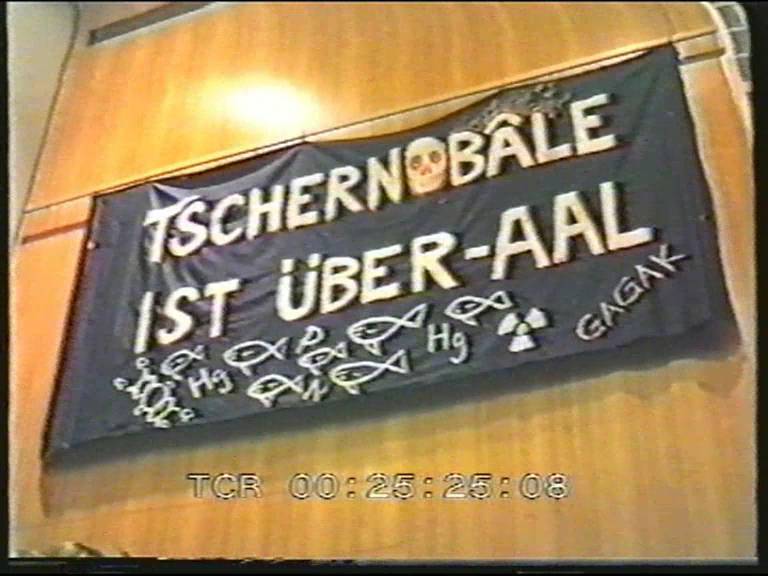 TSCHERNOBÂLE
IST ÜBER-AAL
Hg P N Hg
GAGAK
TCR 00:25:25:08